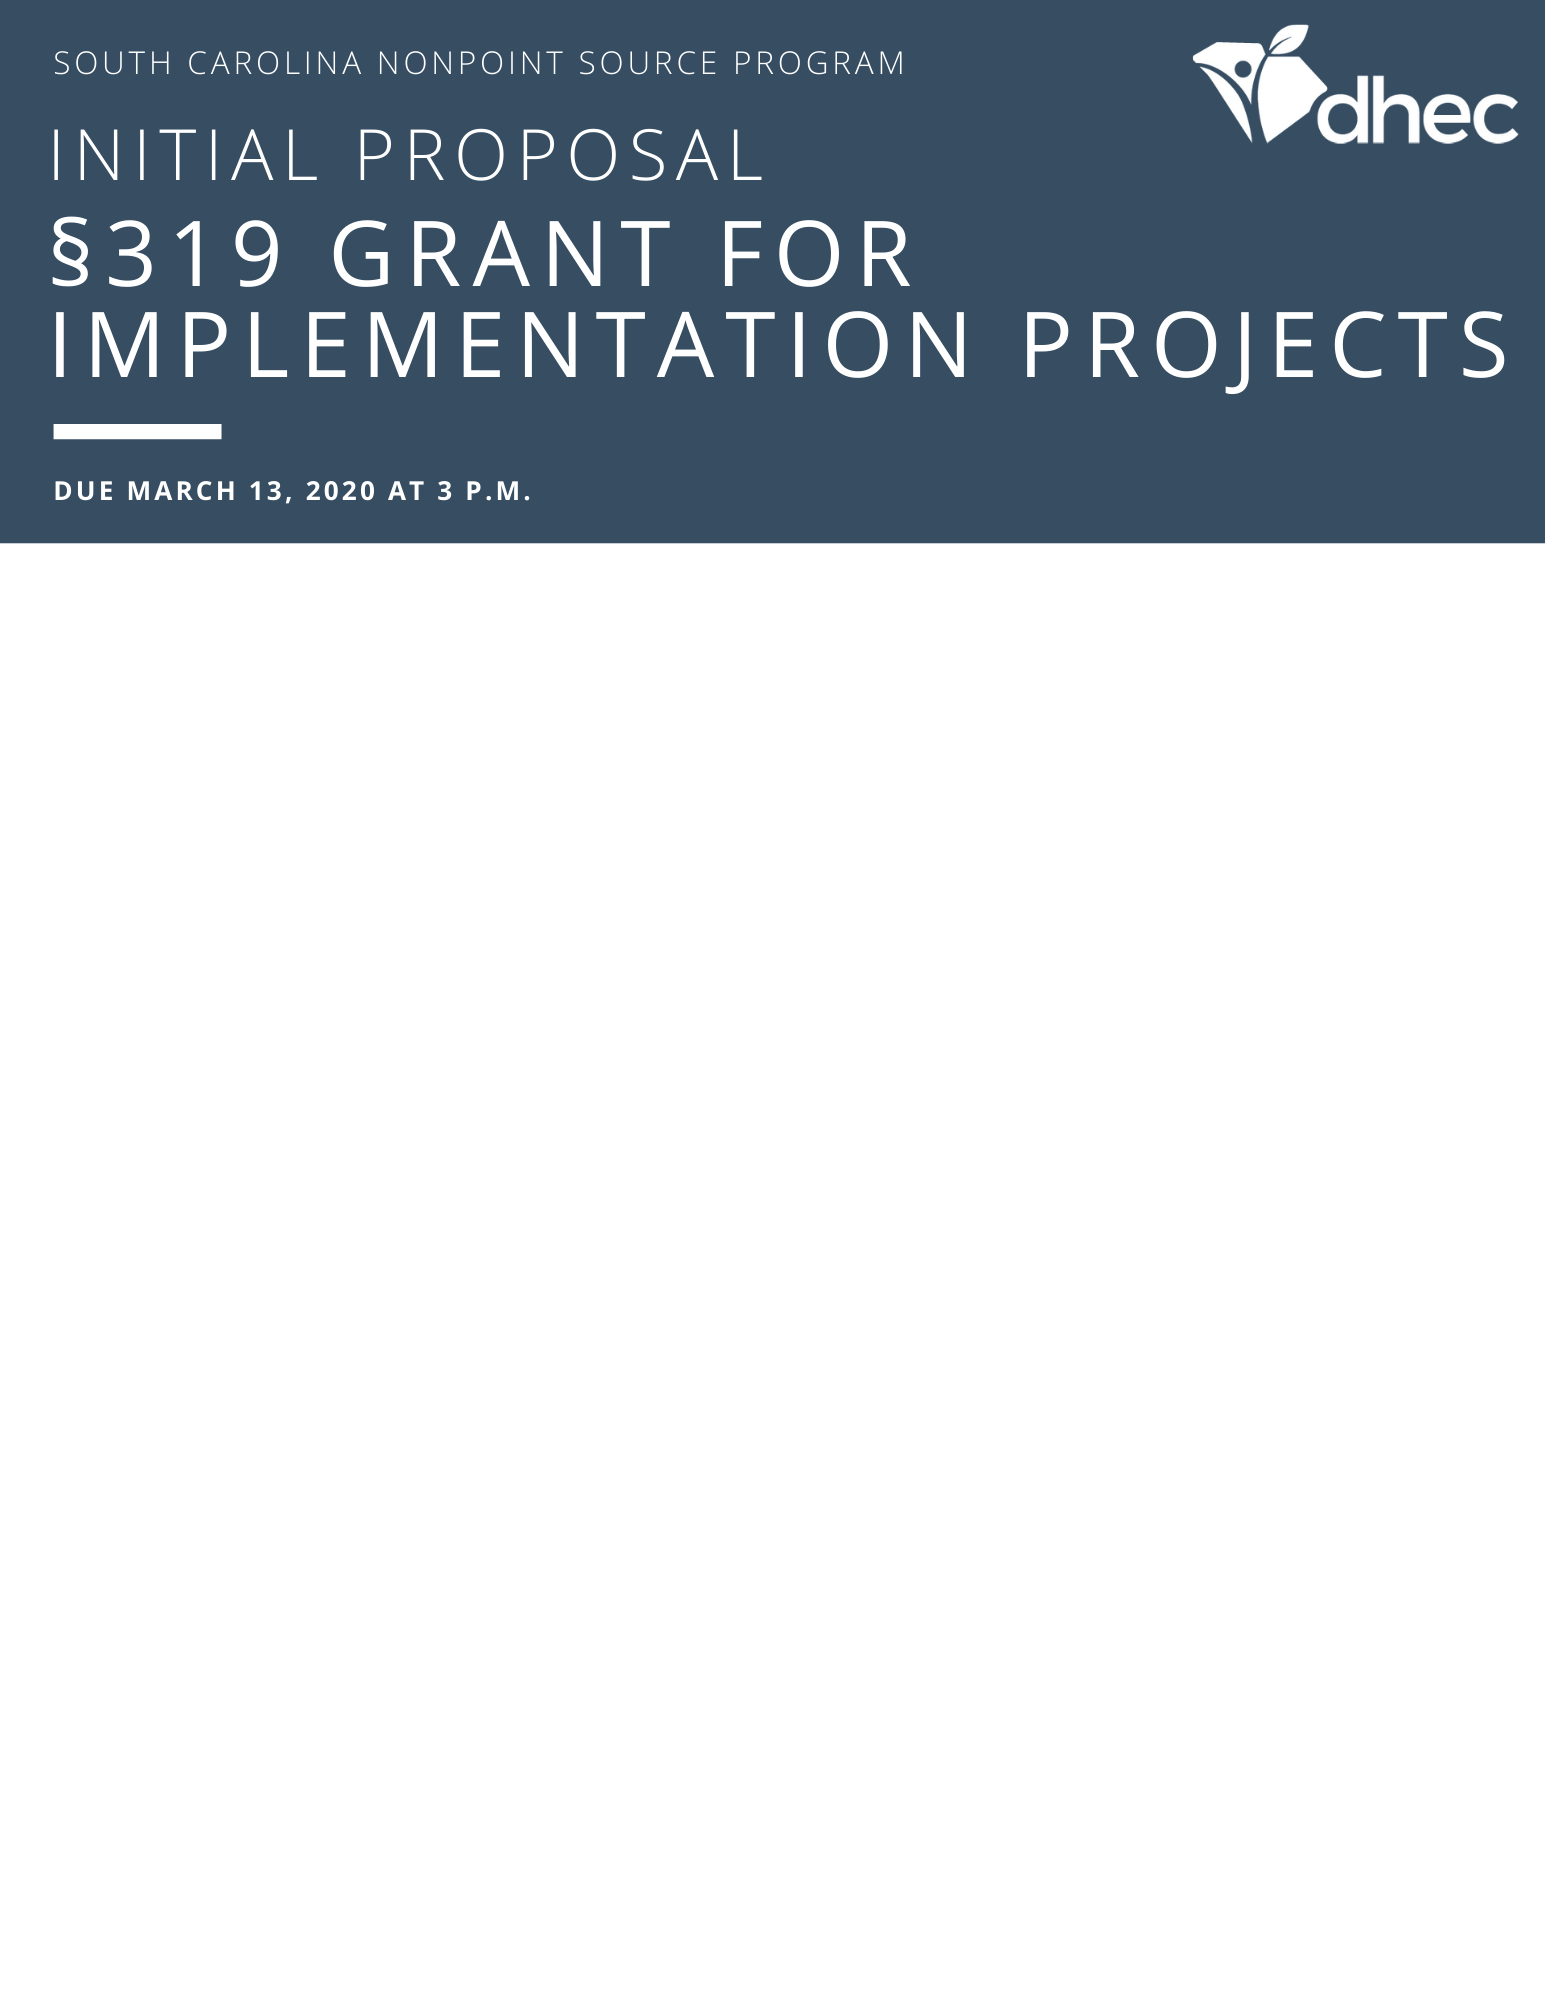 SOUTH CAROLINA NONPOINT SOURCE PROGRAM
dhec
INITIAL PROPOSAL
§319 GRANT FOR
IMPLEMENTATION PROJECTS
DUE MARCH 13, 2020 AT 3 P.M.